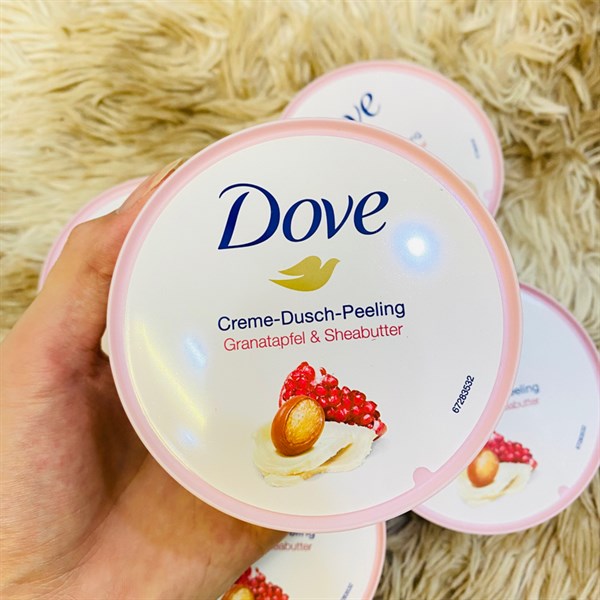 Dove
Creme-Dusch-Peeling
Granatapfel & Sheabutter
67283532